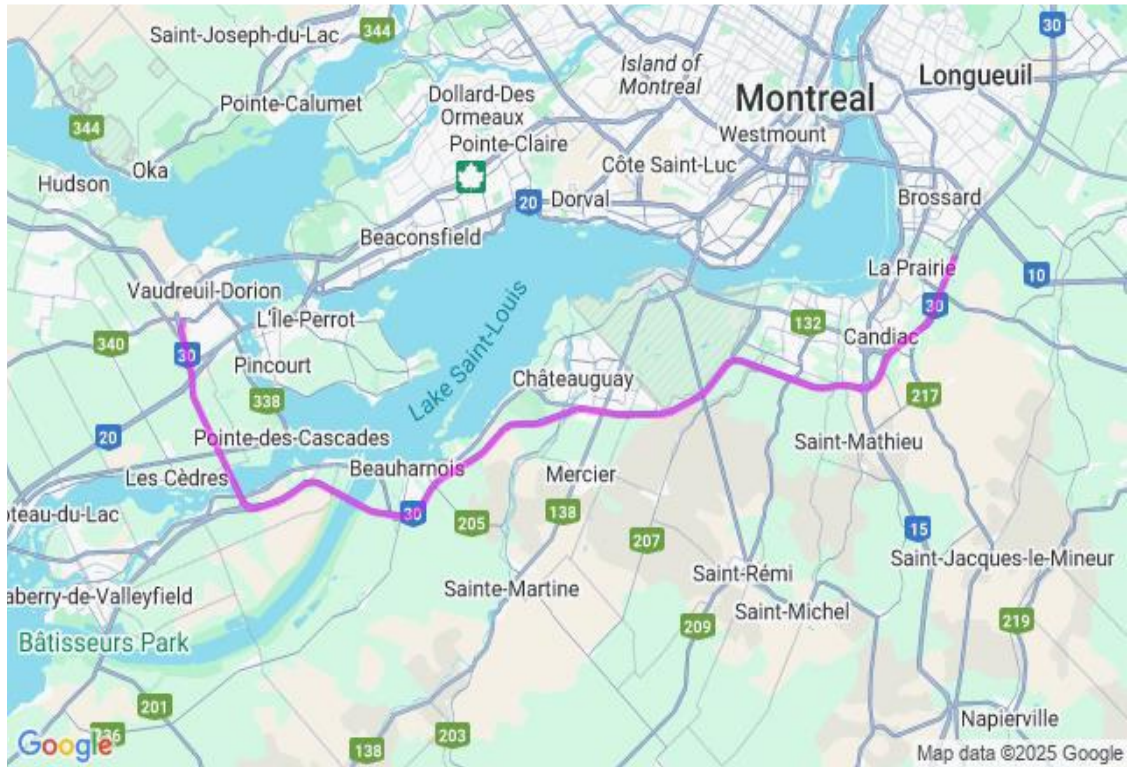 Saint-Joseph-du-Lac
344
30
Island of
Montreal
Longueuil
Pointe-Calumet
Dollard-Des
Ormeaux
Montreal
344
Pointe-Claire
Westmount
Oka
Côte Saint-Luc
Hudson
20
Dorval
Brossard
Beaconsfield
La Prairie
10
Vaudreuil-Dorion
30
L'Île-Perrot
132
340
30
Pincourt
Lake Saint-Louis
Candiac
Châteauguay
338
217
20
Pointe-des-Cascades
Saint-Mathieu
Les Cèdres
Beauharnois
Mercier
oteau-du-Lac
30
205
138
207
15
Saint-Jacques-le-Mineur
aberry-de-Valleyfield
Sainte-Martine
Saint-Rémi
Saint-Michel
Bâtisseurs Park
209
219
201
236
203
Napierville
138
Google
Map data ©2025 Google